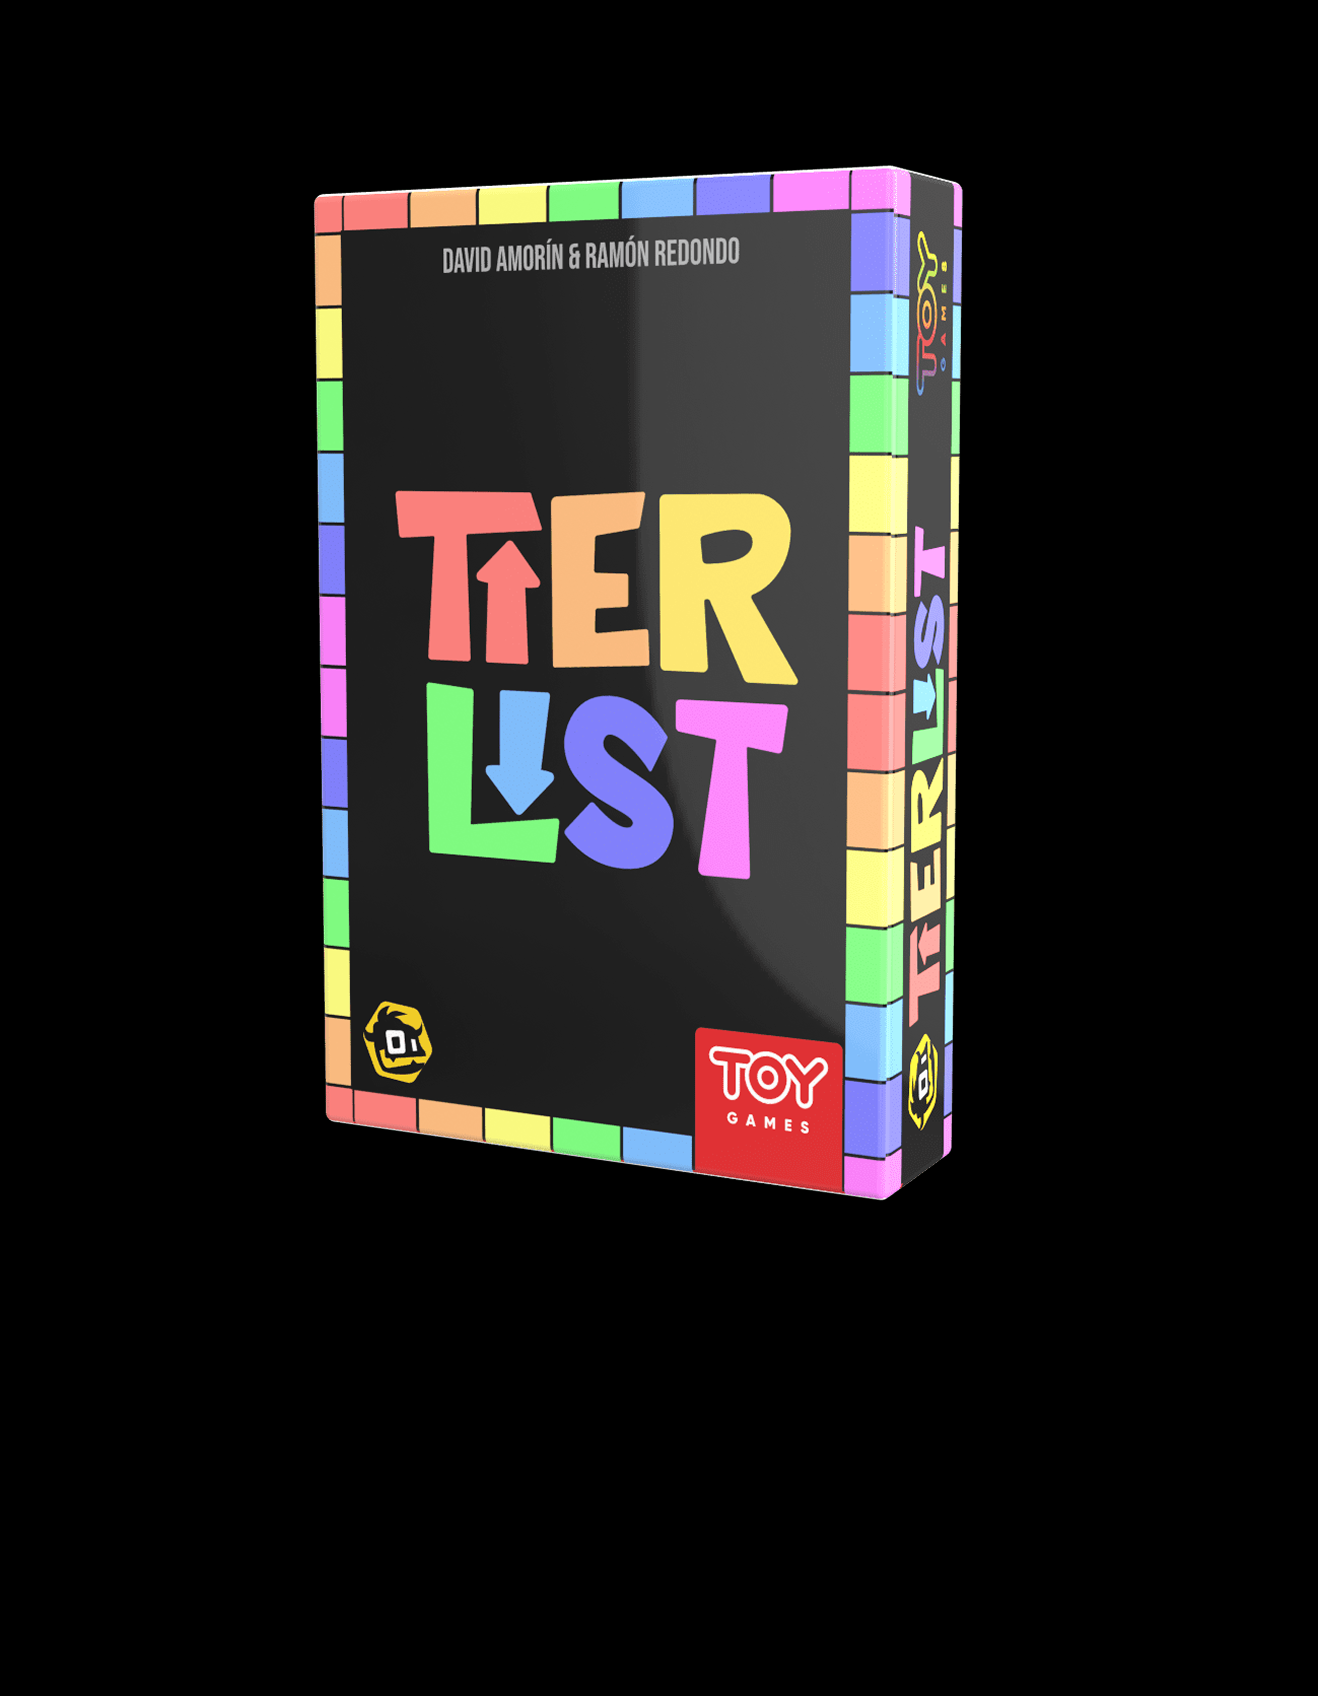 DAVID AMORÍN & RAMÓN REDONDO
TIER
LIST
TOY
GAMES
TOY
GAMES
TIER LIST